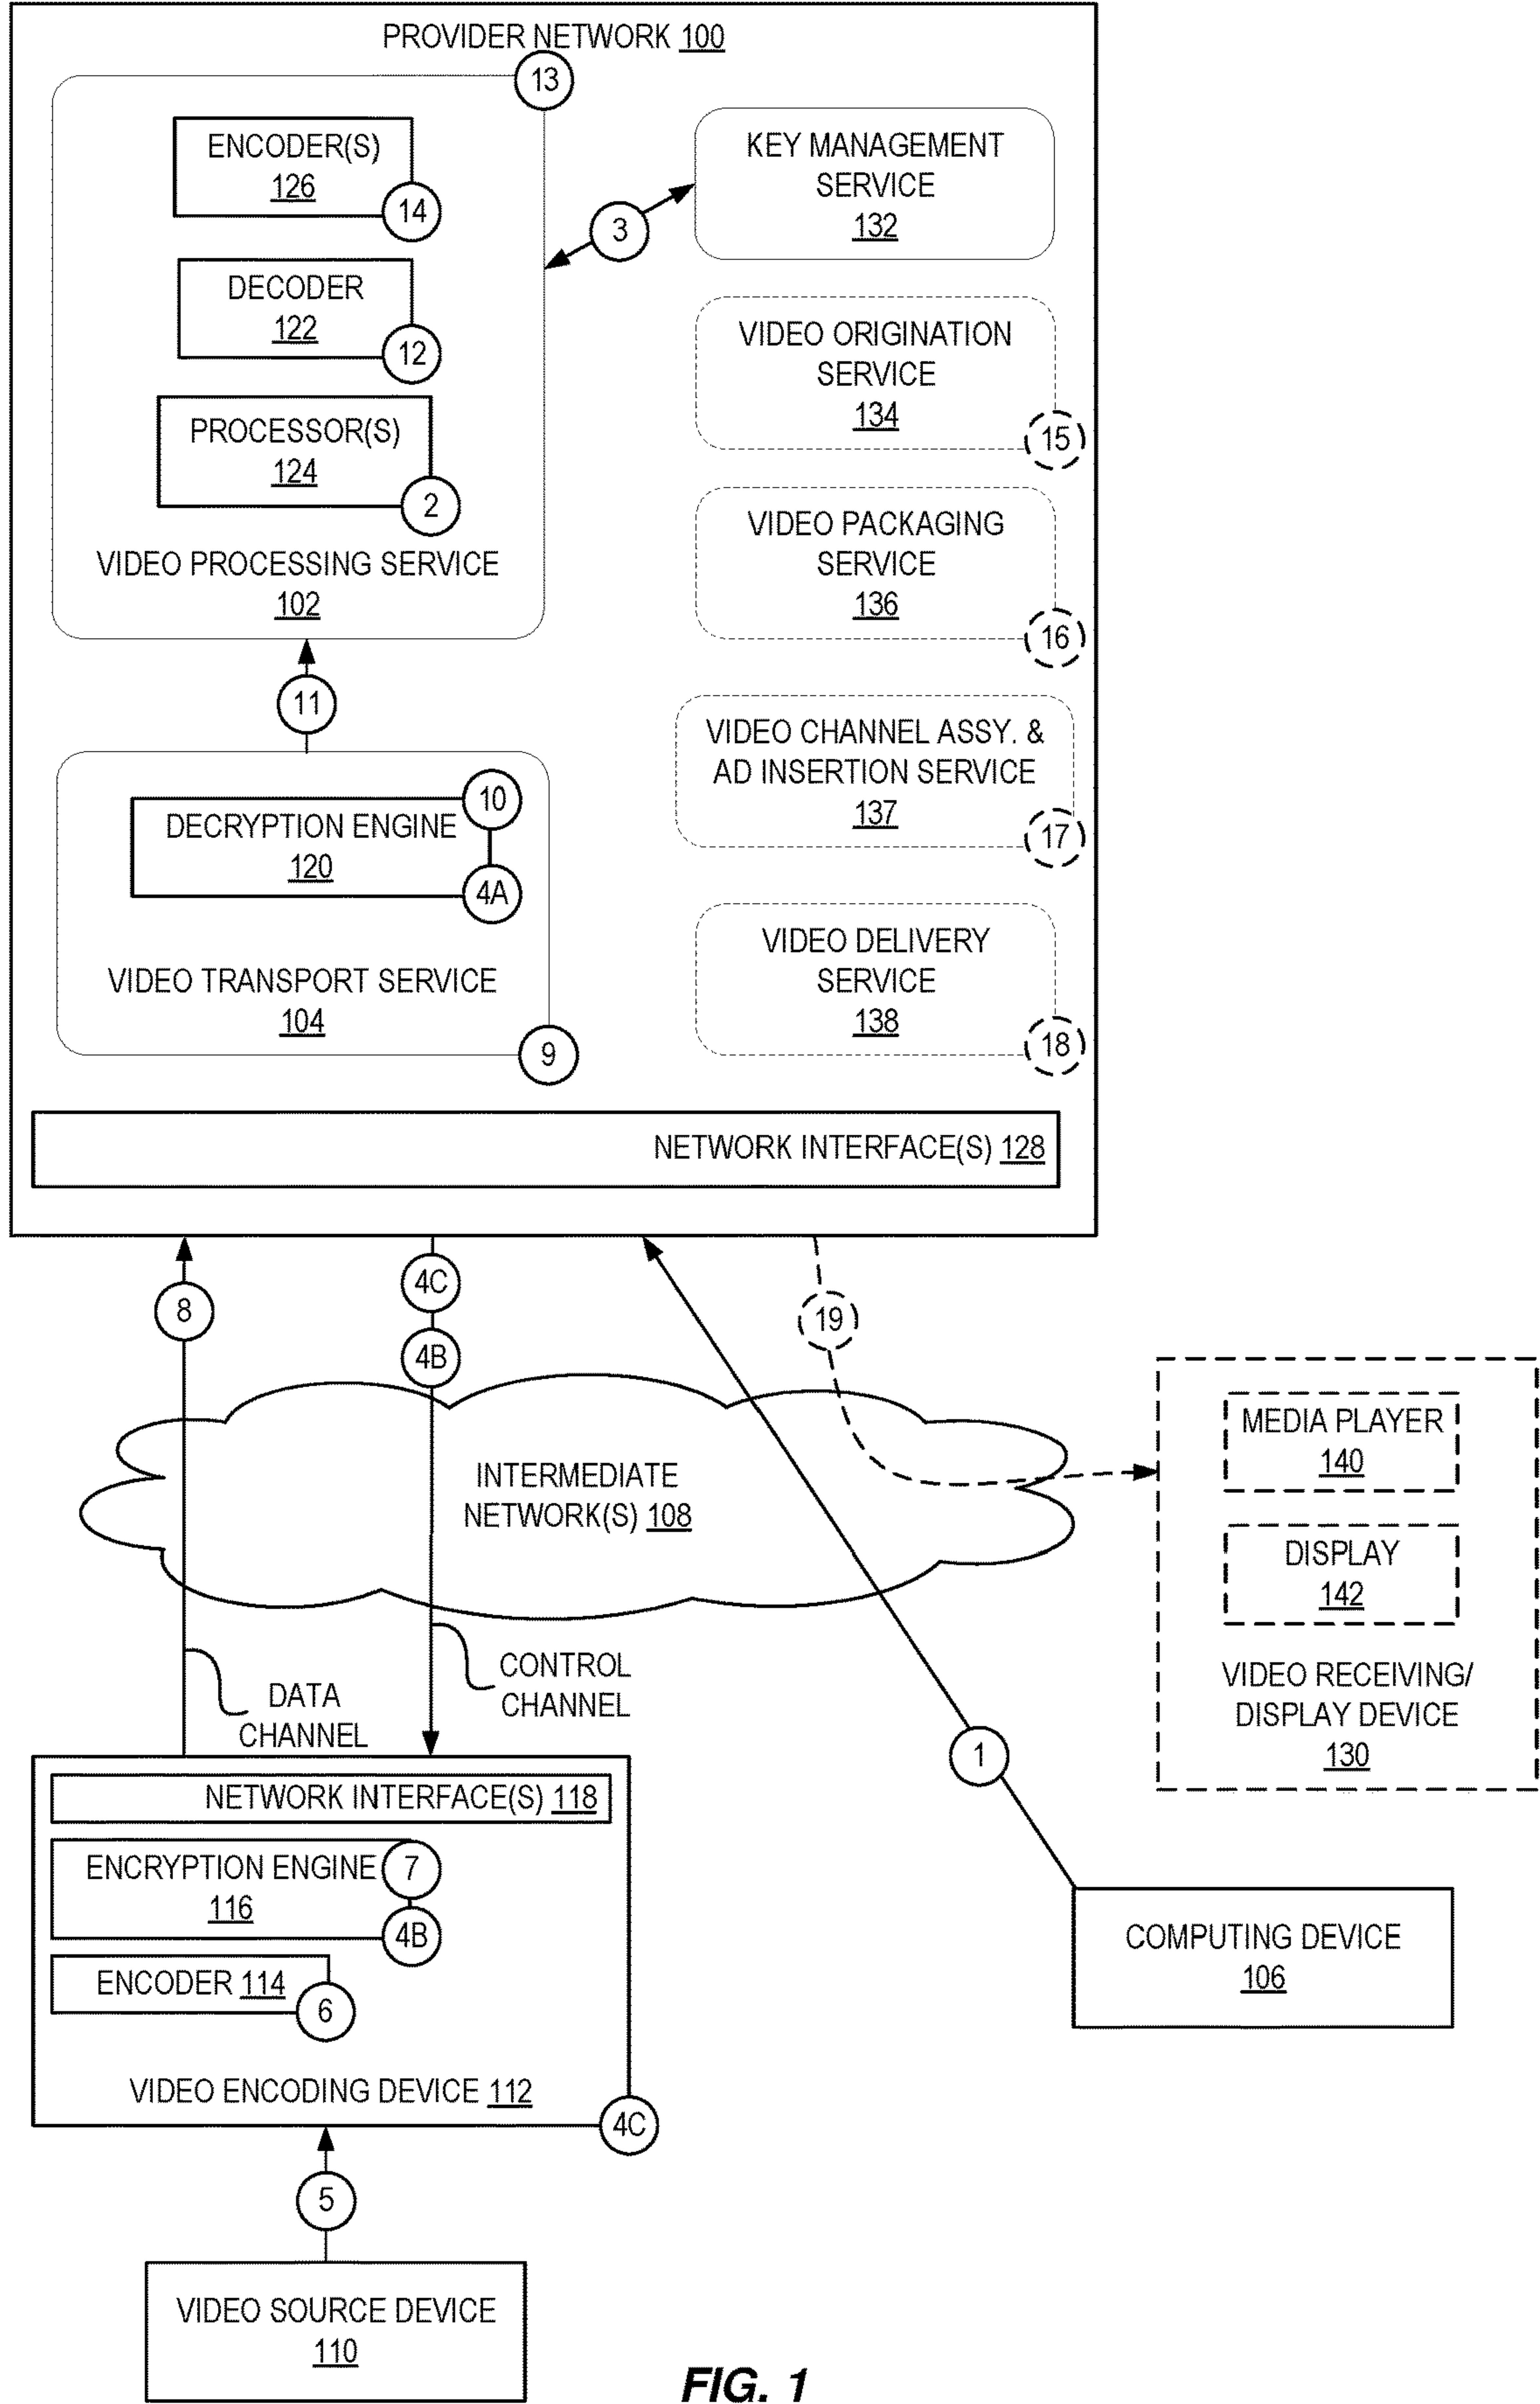 PROVIDER NETWORK 100
13
ENCODER(S)
126
14
DECODER
122
12
PROCESSOR(S)
124
2
VIDEO PROCESSING SERVICE
102
3
KEY MANAGEMENT
SERVICE
132
VIDEO ORIGINATION
SERVICE
134
15
VIDEO PACKAGING
SERVICE
136
16
11
VIDEO CHANNEL ASSY. &
AD INSERTION SERVICE
137
17
10
DECRYPTION ENGINE
120
4A
VIDEO TRANSPORT SERVICE
104
9
VIDEO DELIVERY
SERVICE
138
18
NETWORK INTERFACE(S) 128
8
4C
4B
19
1
INTERMEDIATE
NETWORK(S) 108
MEDIA PLAYER
140
DISPLAY
142
VIDEO RECEIVING/
DISPLAY DEVICE
130
DATA
CHANNEL
CONTROL
CHANNEL
NETWORK INTERFACE(S) 118
ENCRYPTION ENGINE
116
7
4B
ENCODER 114
6
VIDEO ENCODING DEVICE 112
4C
COMPUTING DEVICE
106
5
VIDEO SOURCE DEVICE
110
FIG. 1